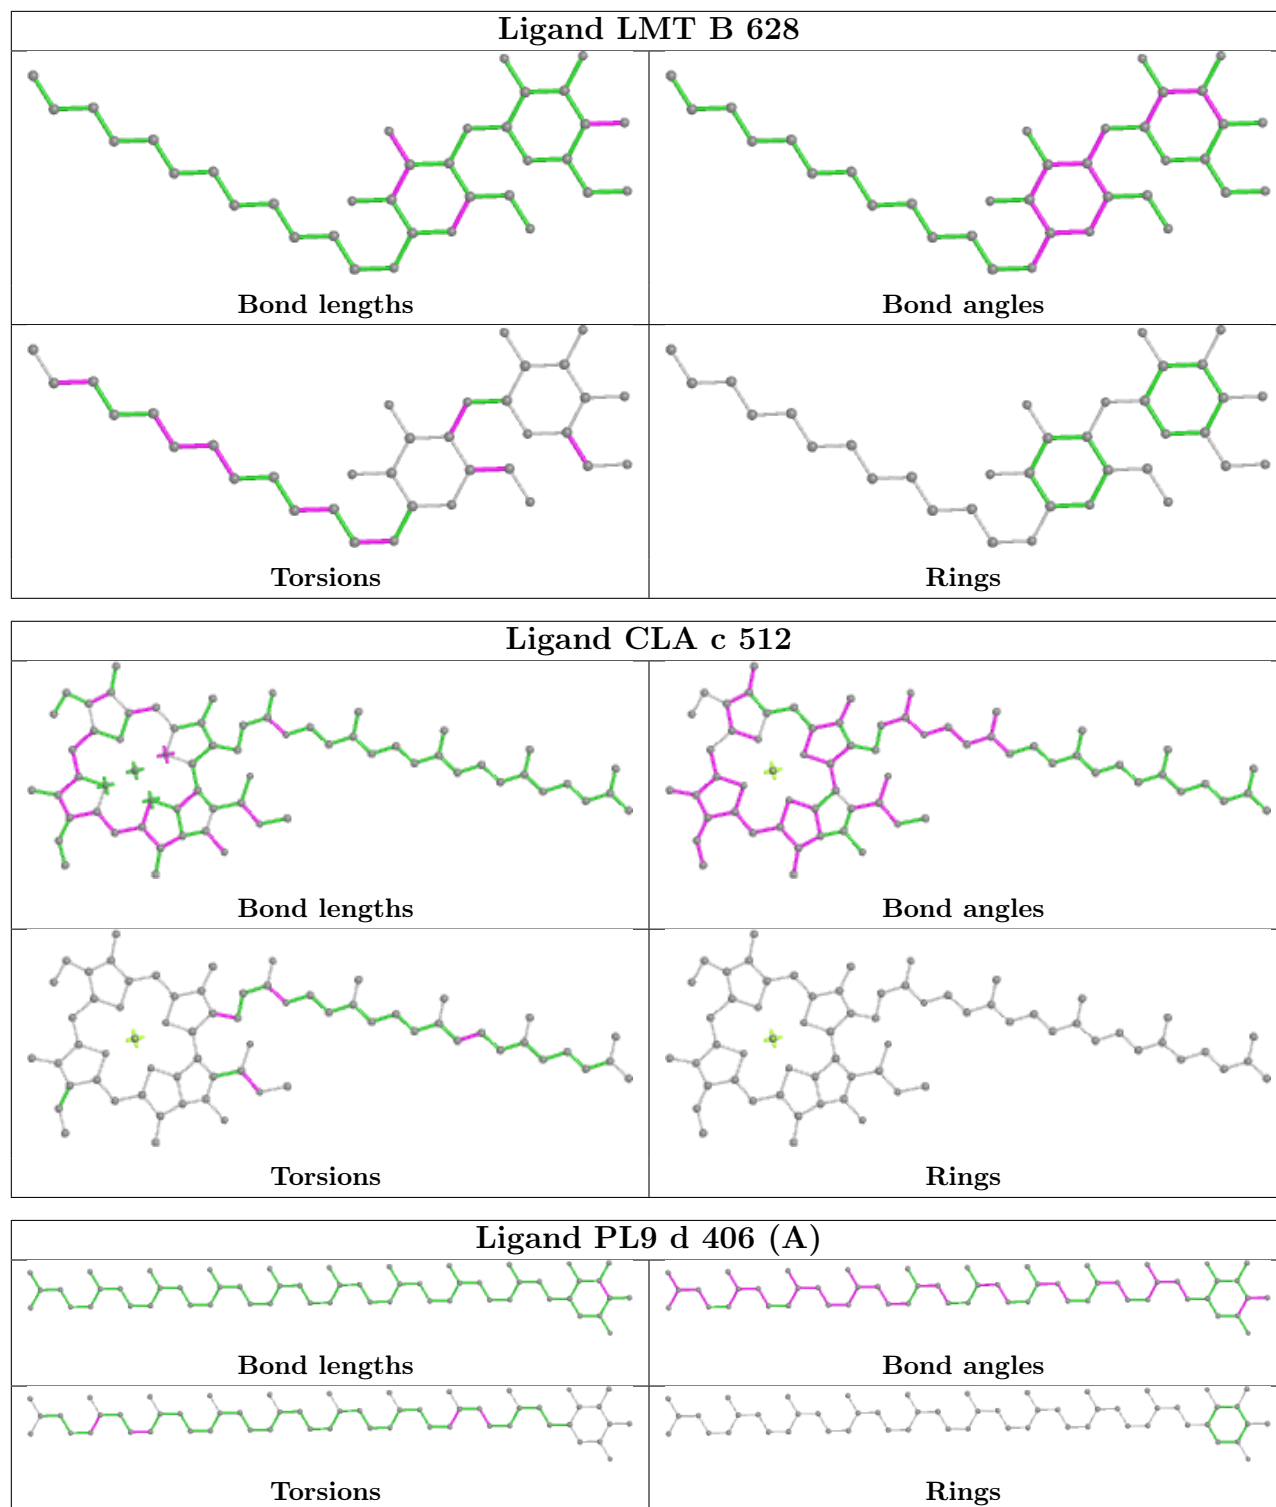 Ligand LMT B 628
Bond lengths
Bond angles
Torsions
Rings
Ligand CLA c 512
Bond lengths
Bond angles
Torsions
Rings
Ligand PL9 d 406 (A)
Bond lengths
Bond angles
Torsions
Rings